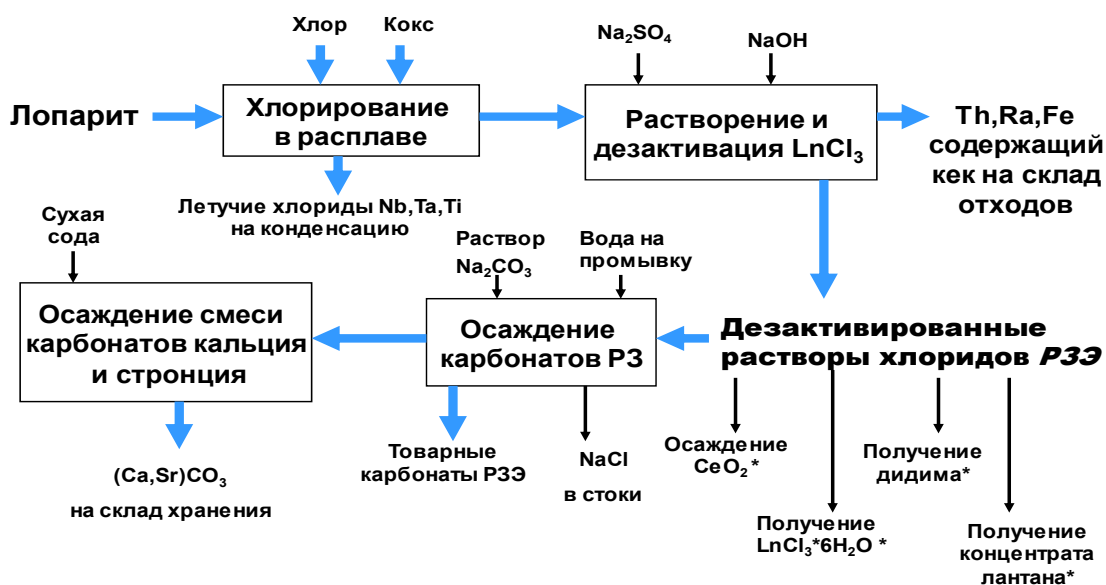 Хлор
Кокс
Na₂SO₄
NaOH
Лопарит
Хлорирование
в расплаве
Растворение и
дезактивация LnCl₃
Th,Ra,Fe
содержащий
кек на склад
отходов
Летучие хлориды Nb,Ta,Ti
на конденсацию
Сухая
сода
Раствор
Na₂CO₃
Вода на
промывку
Осаждение смеси
карбонатов кальция
и стронция
Осаждение
карбонатов РЗ
Дезактивированные
растворы хлоридов РЗЭ
(Ca,Sr)CO₃
на склад хранения
Товарные
карбонаты РЗЭ
NaCl
в стоки
Осаждение
CeO₂ *
Получение
дидима*
Получение
LnCl₃*6H₂O *
Получение
концентрата
лантана*